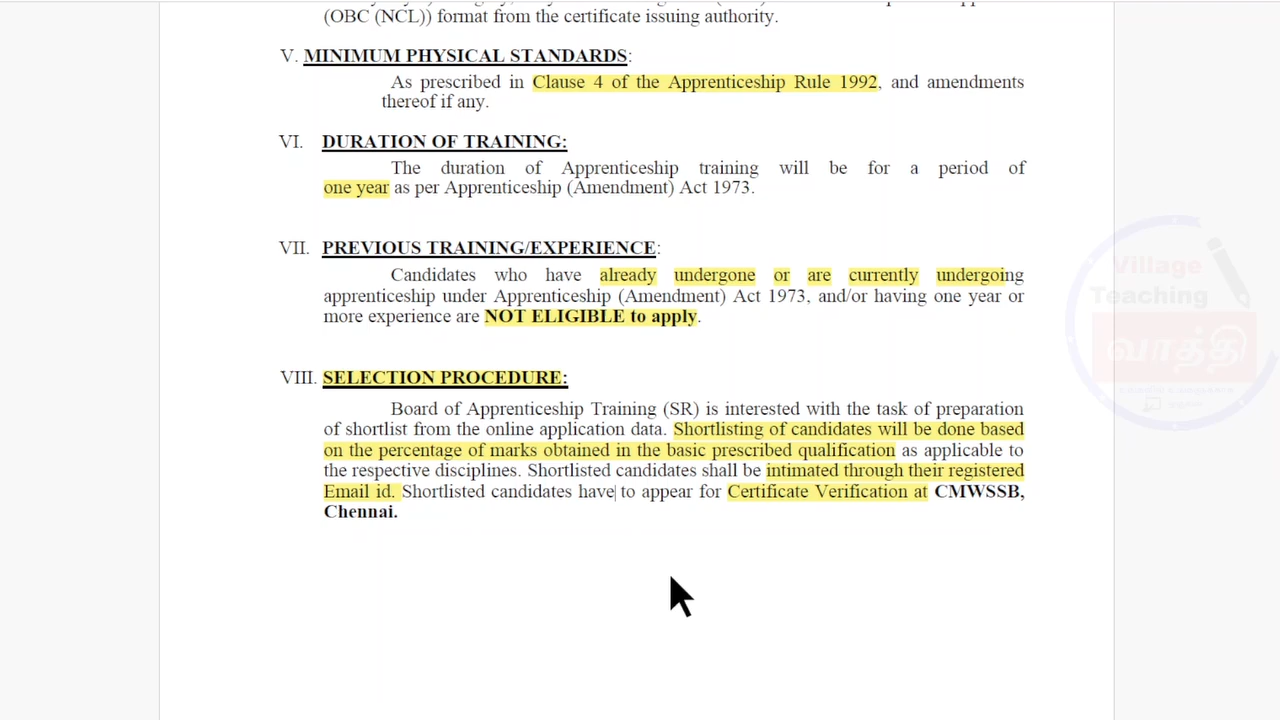 (OBC (NCL)) format from the certificate issuing authority.
V. MINIMUM PHYSICAL STANDARDS:
As prescribed in Clause 4 of the Apprenticeship Rule 1992, and amendments
thereof if any.
VI. DURATION OF TRAINING:
The duration of Apprenticeship training will be for a period of
one year as per Apprenticeship (Amendment) Act 1973.
VII. PREVIOUS TRAINING/EXPERIENCE:
Candidates who have already undergone or are currently undergoing
apprenticeship under Apprenticeship (Amendment) Act 1973, and/or having one year or
more experience are NOT ELIGIBLE to apply.
VIII. SELECTION PROCEDURE:
Board of Apprenticeship Training (SR) is interested with the task of preparation
of shortlist from the online application data. Shortlisting of candidates will be done based
on the percentage of marks obtained in the basic prescribed qualification as applicable to
the respective disciplines. Shortlisted candidates shall be intimated through their registered
Email id. Shortlisted candidates have to appear for Certificate Verification at CMWSSB,
Chennai.
Village
Teaching
வாத்தி